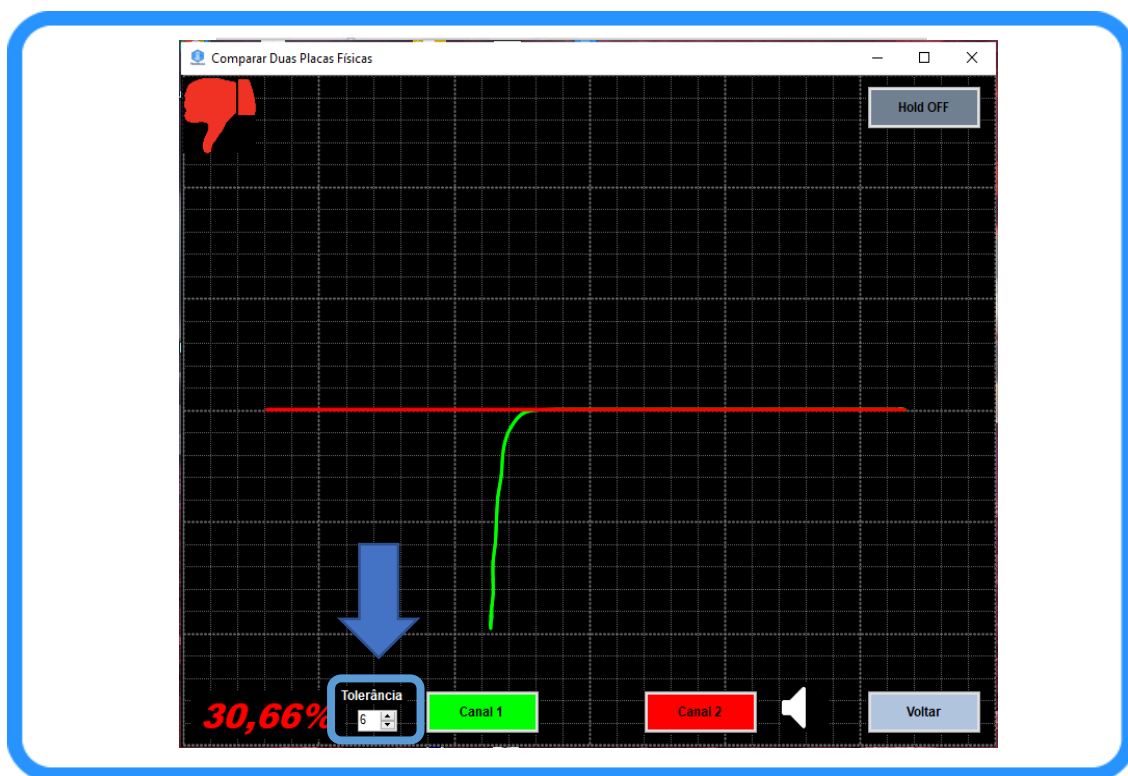 Comparar Duas Placas Físicas
Hold OFF
Tolerância
30,66%
6
Canal 1
Canal 2
Voltar